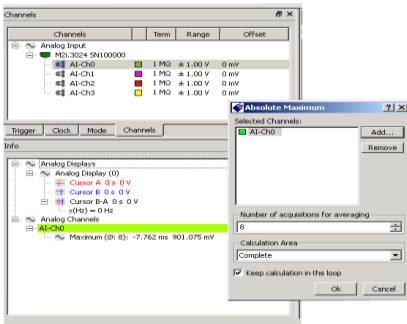 Channels
Channels Term Range Offset
Analog Input
M2i.3024 SN100000
AI-Ch0 1 MΩ ± 1.00 V 0 mV
AI-Ch1 1 MΩ ± 1.00 V 0 mV
AI-Ch2 1 MΩ ± 1.00 V 0 mV
AI-Ch3 1 MΩ ± 1.00 V 0 mV
Trigger Clock Mode Channels
Info
Analog Displays
Analog Display (0)
Cursor A 0 s 0 V
Cursor B 0 s 0 V
Cursor B-A 0 s 0 V
x(Hz) = 0 Hz
Analog Channels
AI-Ch0
Maximum (Ø: 8): -7.762 ms 901.075 mV
Absolute Maximum
Selected Channels:
AI-Ch0
Add...
Remove
Number of acquisitions for averaging
8
Calculation Area
Complete
Keep calculation in the loop
Ok Cancel